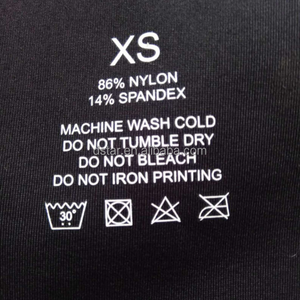 XS
86% NYLON
14% SPANDEX
MACHINE WASH COLD
DO NOT TUMBLE DRY
DO NOT BLEACH
DO NOT IRON PRINTING
30°